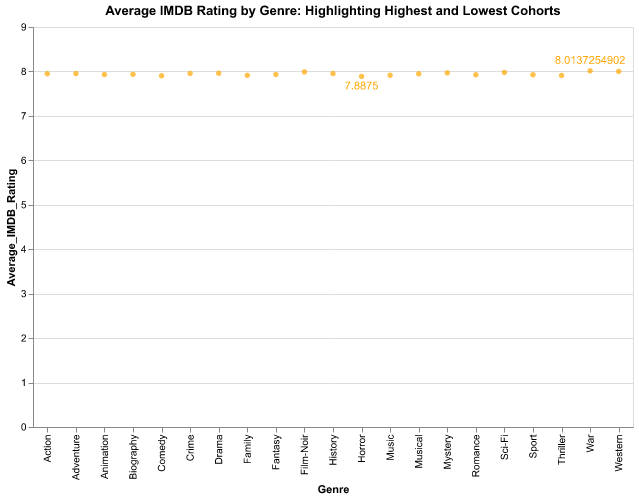 Average IMDB Rating by Genre: Highlighting Highest and Lowest Cohorts
9
8
7
6
5
4
3
2
1
0
Average_IMDB_Rating
8.0137254902
7.8875
Action
Adventure
Animation
Biography
Comedy
Crime
Drama
Family
Fantasy
Film-Noir
History
Horror
Music
Musical
Mystery
Romance
Sci-Fi
Sport
Thriller
War
Western
Genre